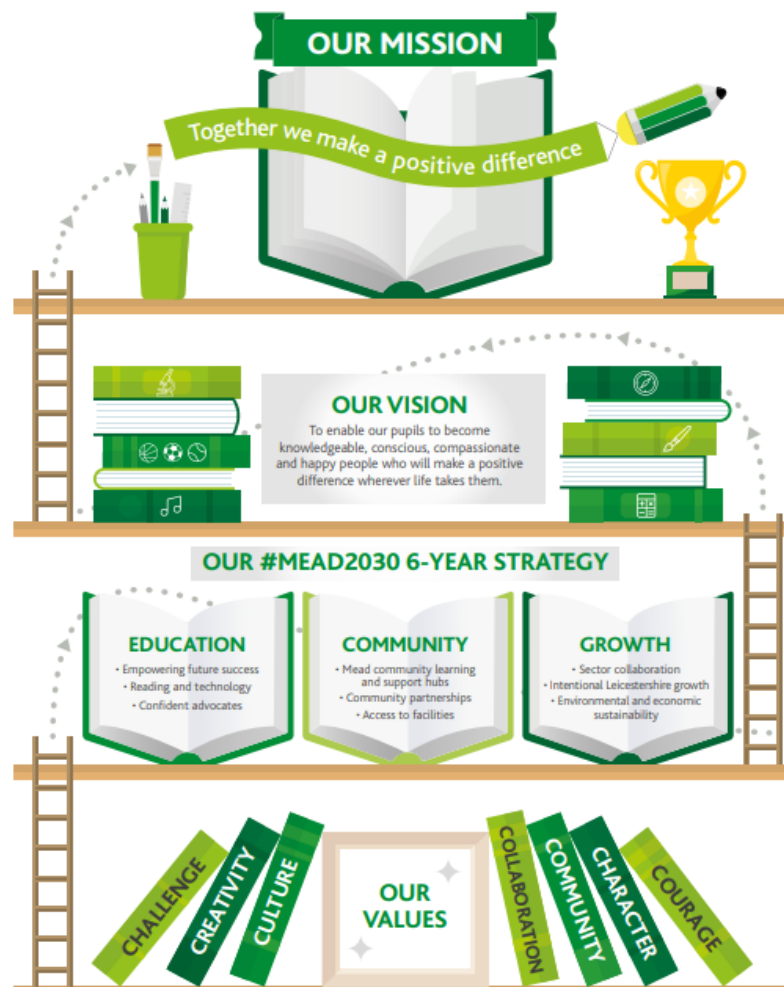 OUR MISSION
Together we make a positive difference
OUR VISION
To enable our pupils to become
knowledgeable, conscious, compassionate
and happy people who will make a positive
difference wherever life takes them.
OUR #MEAD2030 6-YEAR STRATEGY
EDUCATION
• Empowering future success
• Reading and technology
• Confident advocates
COMMUNITY
• Mead community learning
and support hubs
• Community partnerships
• Access to facilities
GROWTH
• Sector collaboration
• Intentional Leicestershire growth
• Environmental and economic
sustainability
CHALLENGE
CREATIVITY
CULTURE
OUR
VALUES
COLLABORATION
COMMUNITY
CHARACTER
COURAGE